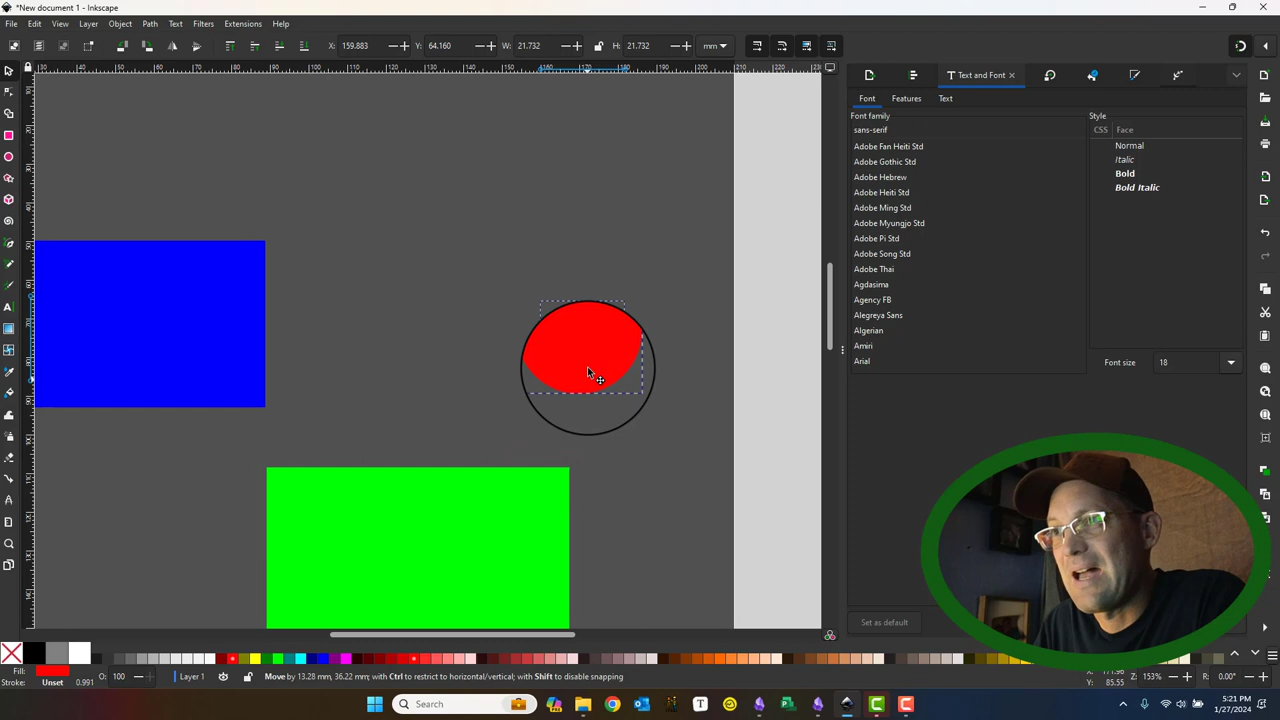 *New document 1 - Inkscape
File Edit View Layer Object Path Text Filters Extensions Help
X: 159.883 Y: 64.160 W: 21.732 H: 21.732 mm
Text and Font
Font Features Text
Font family
sans-serif
Adobe Fan Heiti Std
Adobe Gothic Std
Adobe Hebrew
Adobe Heiti Std
Adobe Ming Std
Adobe Myungjo Std
Adobe Pi Std
Adobe Song Std
Adobe Thai
Agdasima
Agency FB
Alegreya Sans
Algerian
Amiri
Arial
Style
CSS Face
Normal
Italic
Bold
Bold Italic
Font size 18
Set as default
Fill:
Stroke: Unset 0.991
O: 100
Layer 1
Move by 13.28 mm, 36.22 mm; with Ctrl to restrict to horizontal/vertical; with Shift to disable snapping
Y: 85.55
Z: 153%
R: 0.00°
Search
5:21 PM
1/27/2024